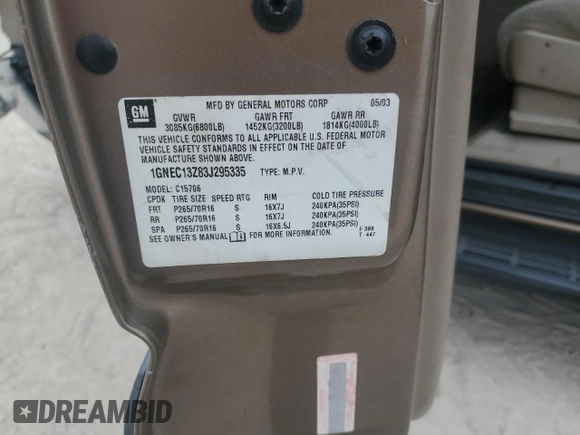 GM
MFD BY GENERAL MOTORS CORP 05/03
GVWR GAWR FRT GAWR RR
3085KG(6800LB) 1452KG(3200LB) 1814KG(4000LB)
THIS VEHICLE CONFORMS TO ALL APPLICABLE U.S. FEDERAL MOTOR
VEHICLE SAFETY STANDARDS IN EFFECT ON THE DATE OF
MANUFACTURE SHOWN ABOVE.
1GNEC13Z83J295335 TYPE: M.P.V.
MODEL: C15706
CPDK TIRE SIZE SPEED RTG RIM COLD TIRE PRESSURE
FRT P265/70R16 S 16X7J 240KPA(35PSI)
RR P265/70R16 S 16X7J 240KPA(35PSI)
SPA P265/70R16 S 16X6.5J 240KPA(35PSI)
SEE OWNER'S MANUAL FOR MORE INFORMATION.
F 388
T 447
DREAMBID